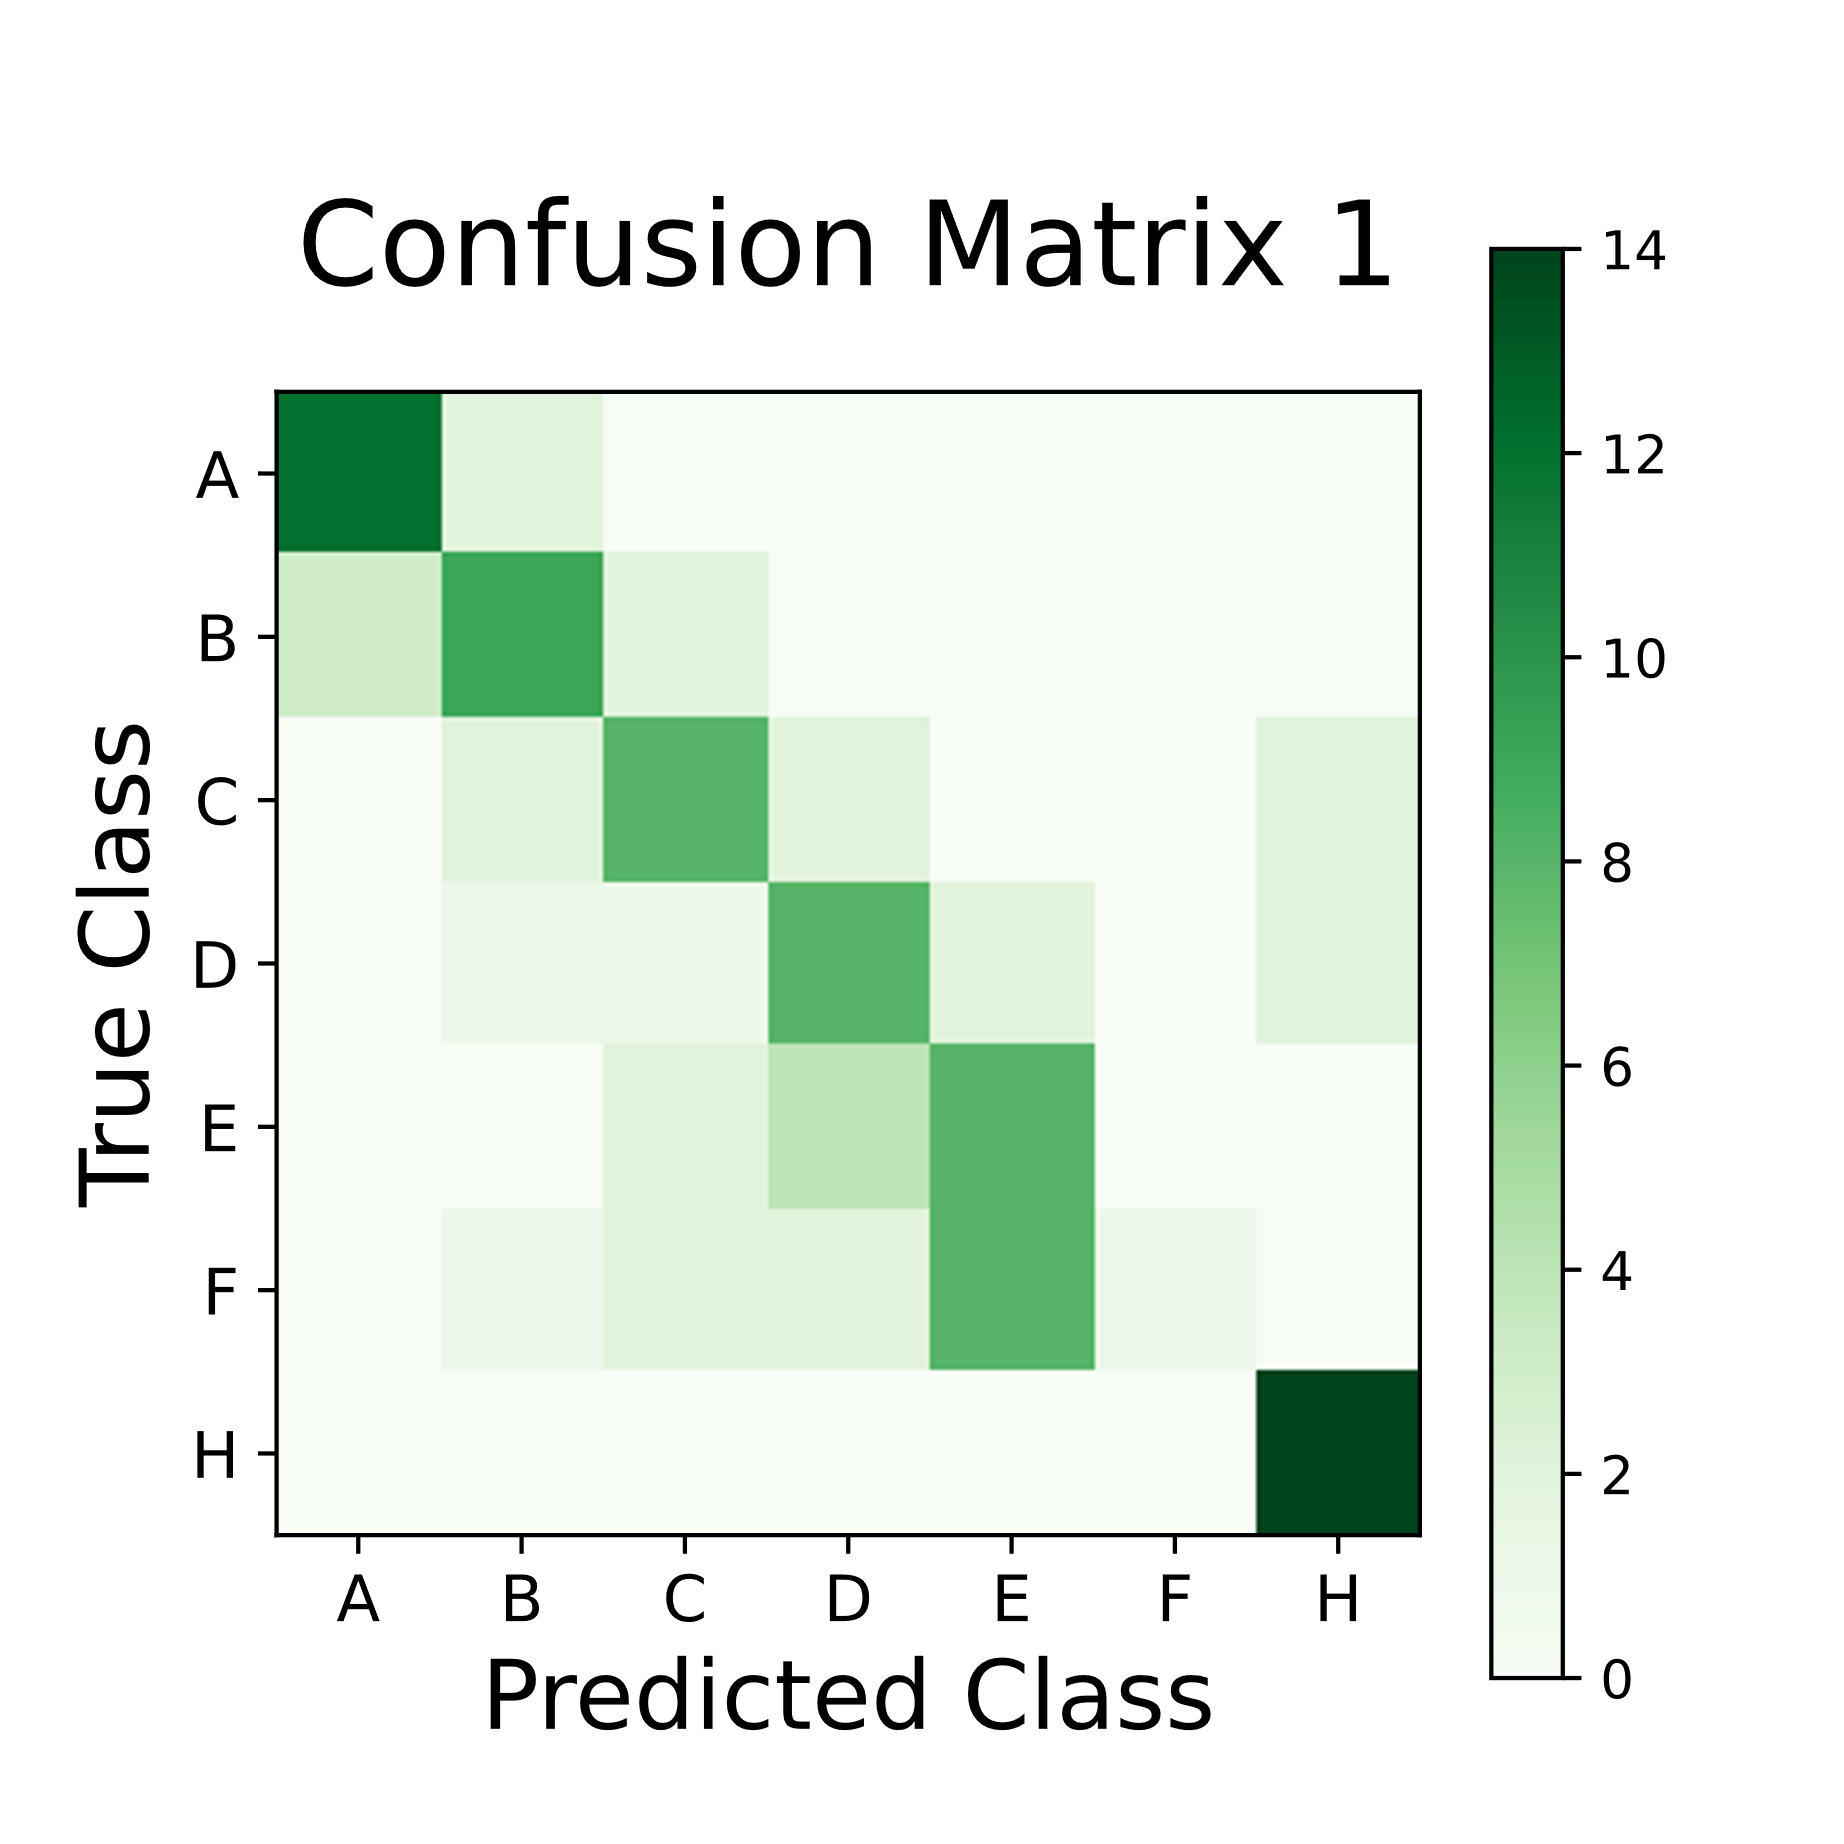 Confusion Matrix 1
True Class
A
B
C
D
E
F
H
A B C D E F H
Predicted Class
14
12
10
8
6
4
2
0